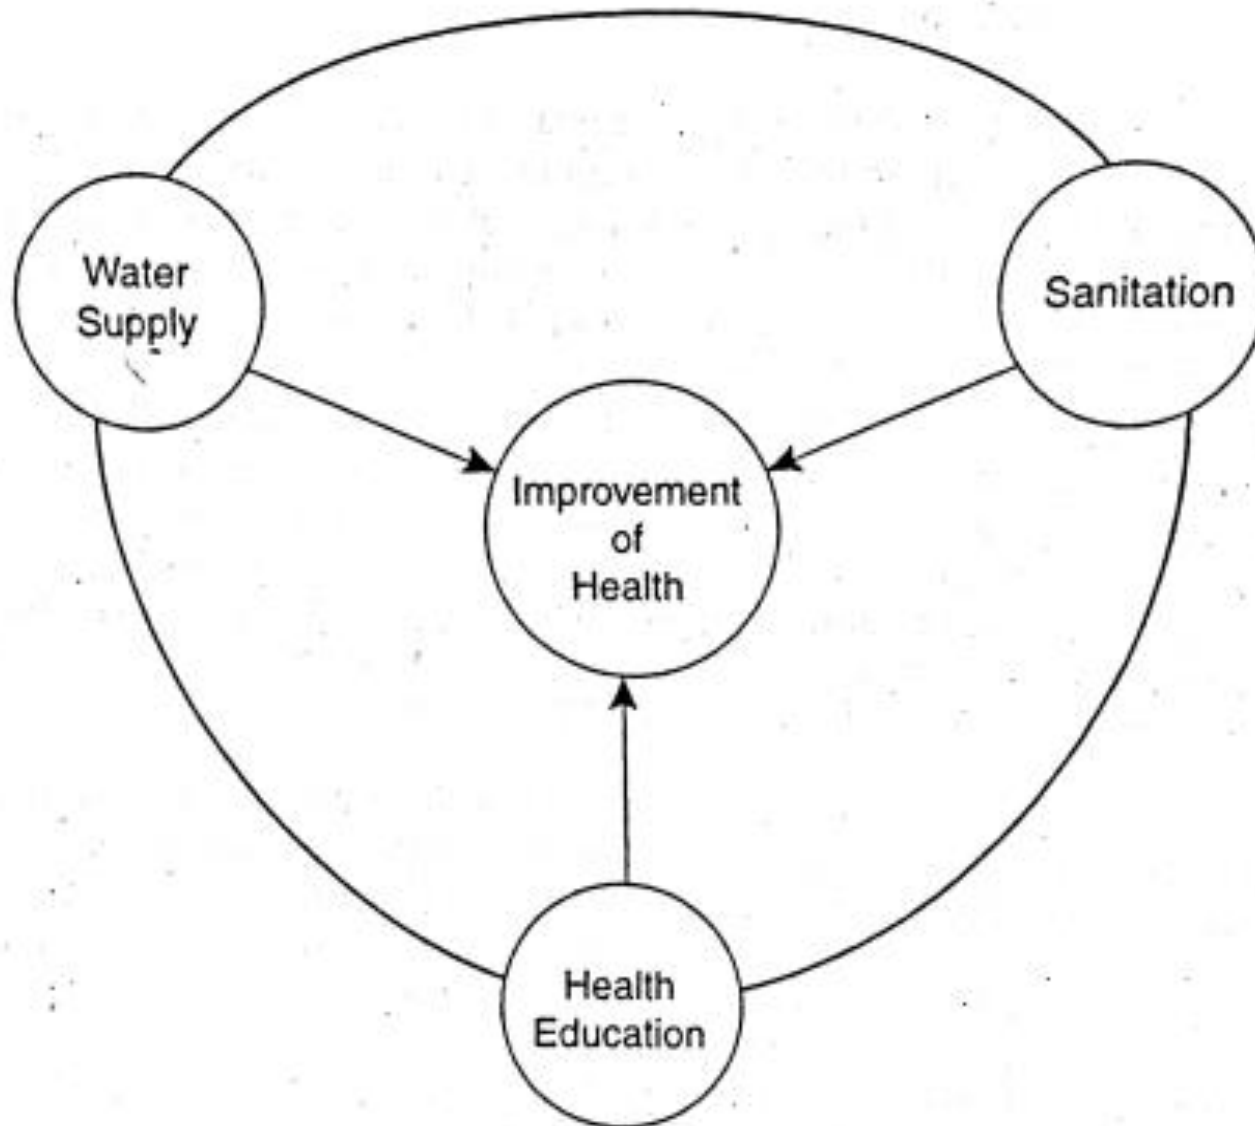 Water
Supply
Sanitation
Improvement
of
Health
Health
Education